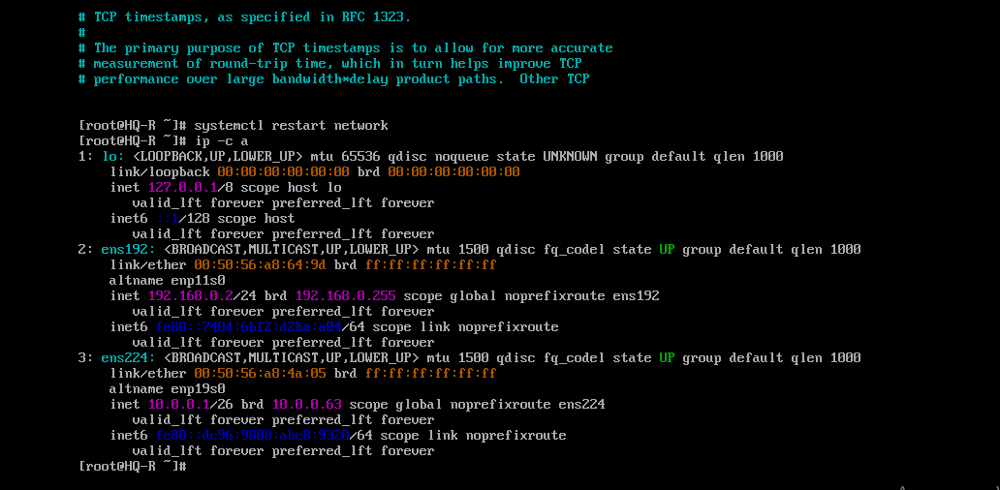 # TCP timestamps, as specified in RFC 1323.
#
# The primary purpose of TCP timestamps is to allow for more accurate
# measurement of round-trip time, which in turn helps improve TCP
# performance over large bandwidth*delay product paths.  Other TCP
[root@HQ-R ~]# systemctl restart network
[root@HQ-R ~]# ip -c a
1: lo: <LOOPBACK,UP,LOWER_UP> mtu 65536 qdisc noqueue state UNKNOWN group default qlen 1000
    link/loopback 00:00:00:00:00:00 brd 00:00:00:00:00:00
    inet 127.0.0.1/8 scope host lo
       valid_lft forever preferred_lft forever
    inet6 ::1/128 scope host
       valid_lft forever preferred_lft forever
2: ens192: <BROADCAST,MULTICAST,UP,LOWER_UP> mtu 1500 qdisc fq_codel state UP group default qlen 1000
    link/ether 00:50:56:a8:64:9d brd ff:ff:ff:ff:ff:ff
    altname enp11s0
    inet 192.168.0.2/24 brd 192.168.0.255 scope global noprefixroute ens192
       valid_lft forever preferred_lft forever
    inet6 /64 scope link noprefixroute
       valid_lft forever preferred_lft forever
3: ens224: <BROADCAST,MULTICAST,UP,LOWER_UP> mtu 1500 qdisc fq_codel state UP group default qlen 1000
    link/ether 00:50:56:a8:4a:05 brd ff:ff:ff:ff:ff:ff
    altname enp19s0
    inet 10.0.0.1/26 brd 10.0.0.63 scope global noprefixroute ens224
       valid_lft forever preferred_lft forever
    inet6 /64 scope link noprefixroute
       valid_lft forever preferred_lft forever
[root@HQ-R ~]#